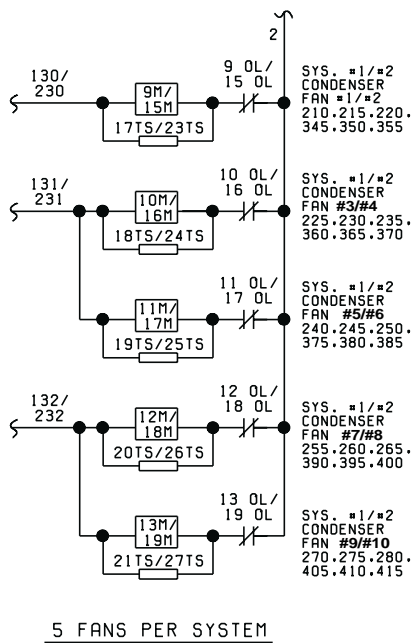 2
130/
230
9M/
15M
17TS/23TS
9 OL/
15 OL
SYS. #1/#2
CONDENSER
FAN #1/#2
210.215.220.
345.350.355
131/
231
10M/
16M
18TS/24TS
10 OL/
16 OL
SYS. #1/#2
CONDENSER
FAN #3/#4
225.230.235.
360.365.370
11M/
17M
19TS/25TS
11 OL/
17 OL
SYS. #1/#2
CONDENSER
FAN #5/#6
240.245.250.
375.380.385
132/
232
12M/
18M
20TS/26TS
12 OL/
18 OL
SYS. #1/#2
CONDENSER
FAN #7/#8
255.260.265.
390.395.400
13M/
19M
21TS/27TS
13 OL/
19 OL
SYS. #1/#2
CONDENSER
FAN #9/#10
270.275.280.
405.410.415
5 FANS PER SYSTEM